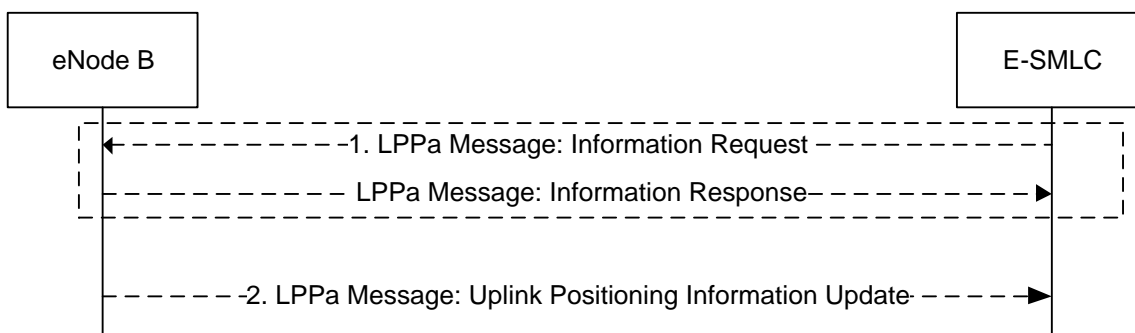 eNode B
E-SMLC
1. LPPa Message: Information Request
LPPa Message: Information Response
2. LPPa Message: Uplink Positioning Information Update